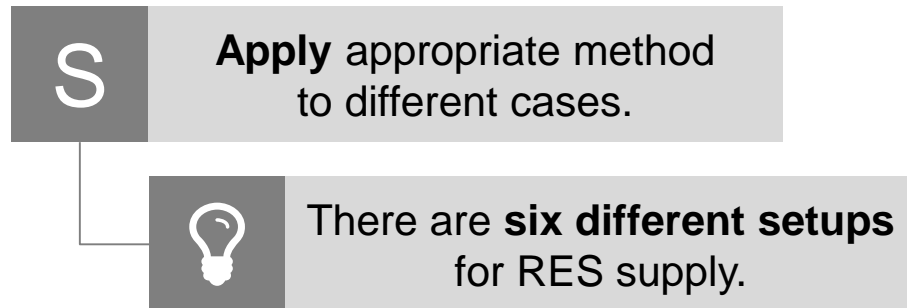 S
Apply appropriate method
to different cases.
There are six different setups
for RES supply.